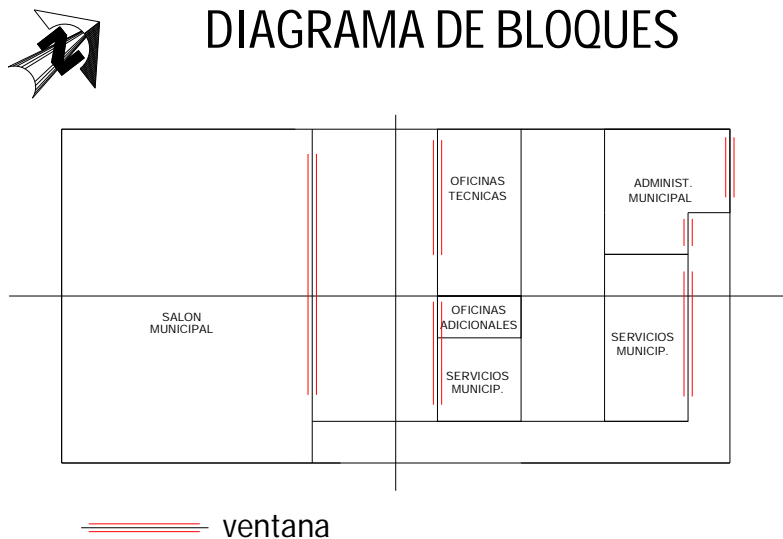 N
DIAGRAMA DE BLOQUES
OFICINAS
TECNICAS
ADMINIST.
MUNICIPAL
SALON
MUNICIPAL
OFICINAS
ADICIONALES
SERVICIOS
MUNICIP.
SERVICIOS
MUNICIP.
ventana